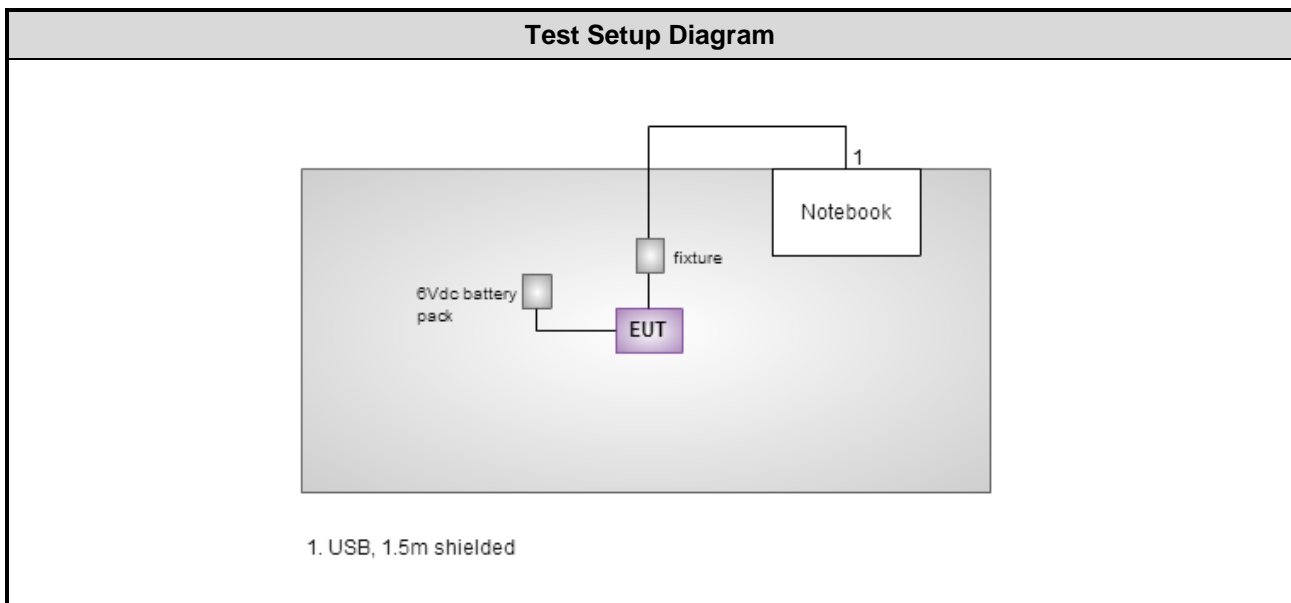 Test Setup Diagram
1
Notebook
fixture
6Vdc battery
pack
EUT
1. USB, 1.5m shielded